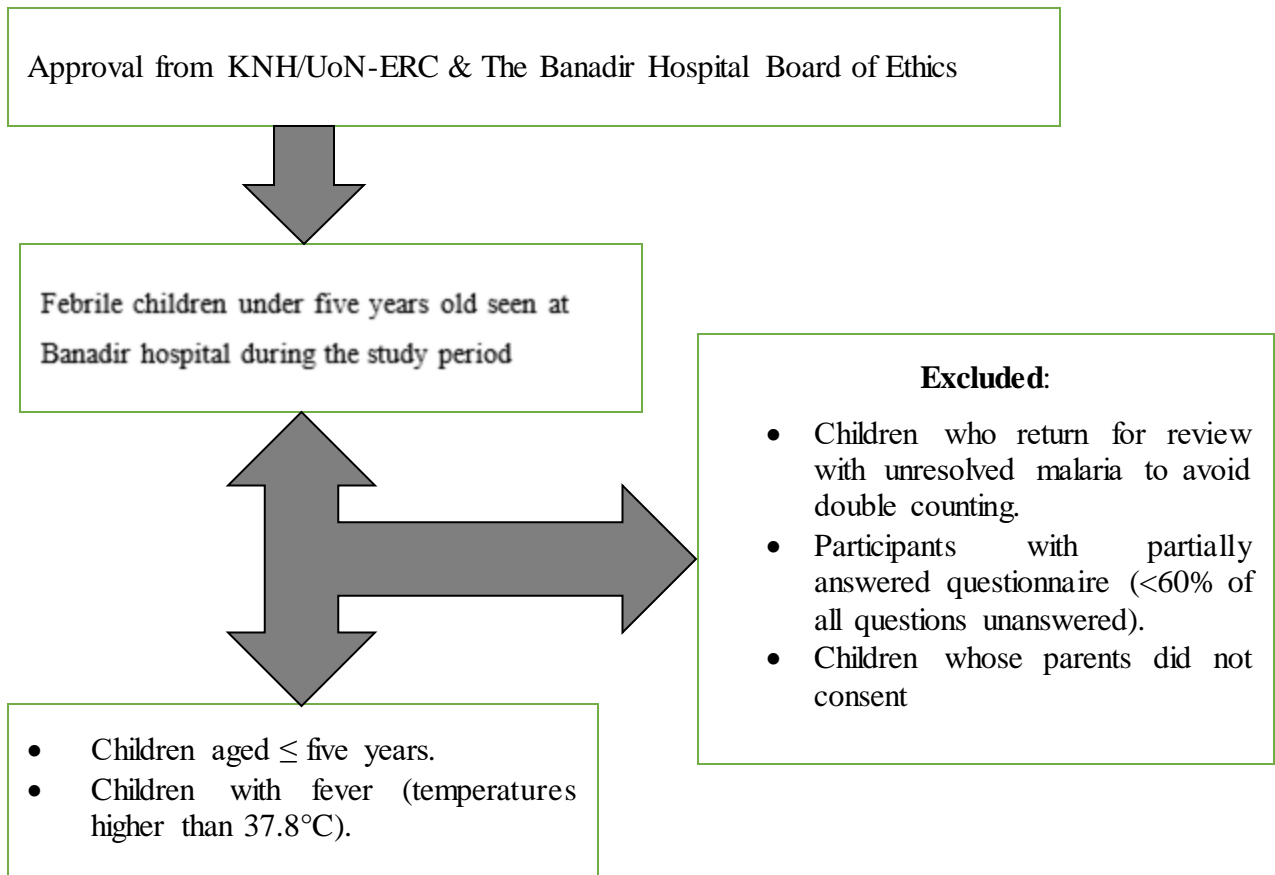 Approval from KNH/UoN-ERC & The Banadir Hospital Board of Ethics
Febrile children under five years old seen at
Banadir hospital during the study period
Excluded:
• Children who return for review
with unresolved malaria to avoid
double counting.
• Participants with partially
answered questionnaire (<60% of
all questions unanswered).
• Children whose parents did not
consent
• Children aged ≤ five years.
• Children with fever (temperatures
higher than 37.8°C).